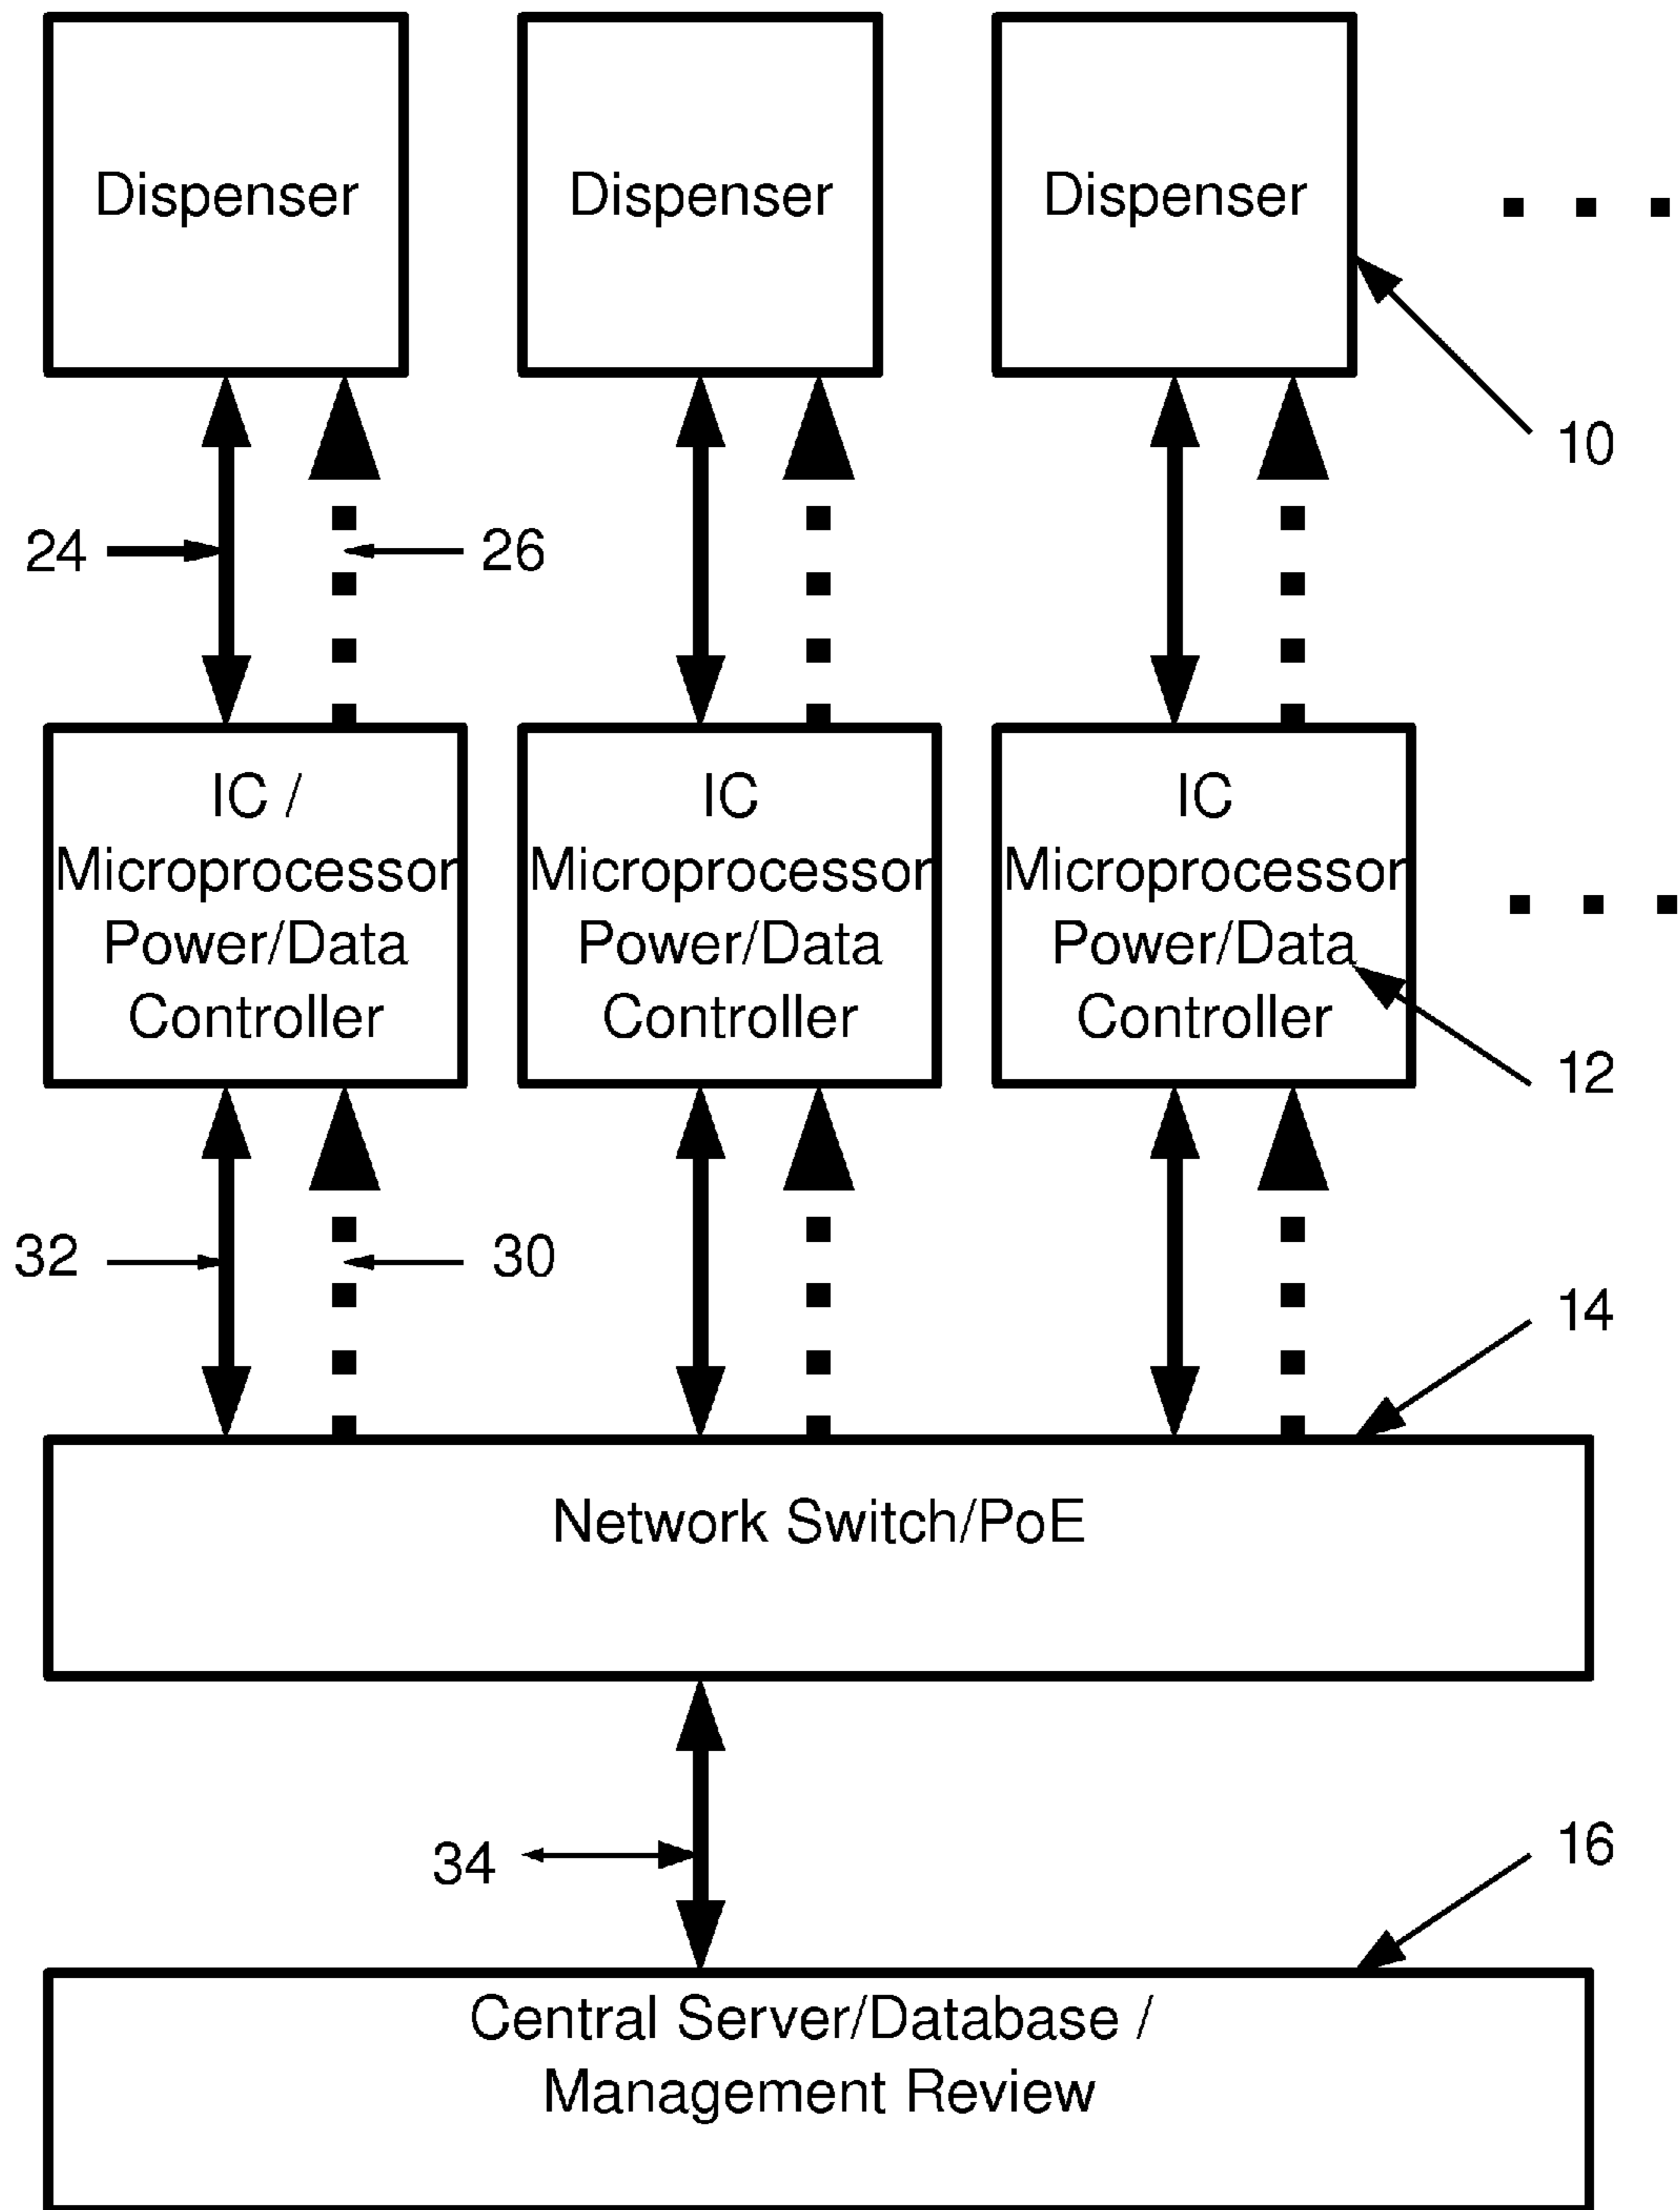 Dispenser
Dispenser
Dispenser
10
24
26
IC /
Microprocessor
Power/Data
Controller
IC
Microprocessor
Power/Data
Controller
IC
Microprocessor
Power/Data
Controller
12
32
30
14
Network Switch/PoE
34
16
Central Server/Database /
Management Review